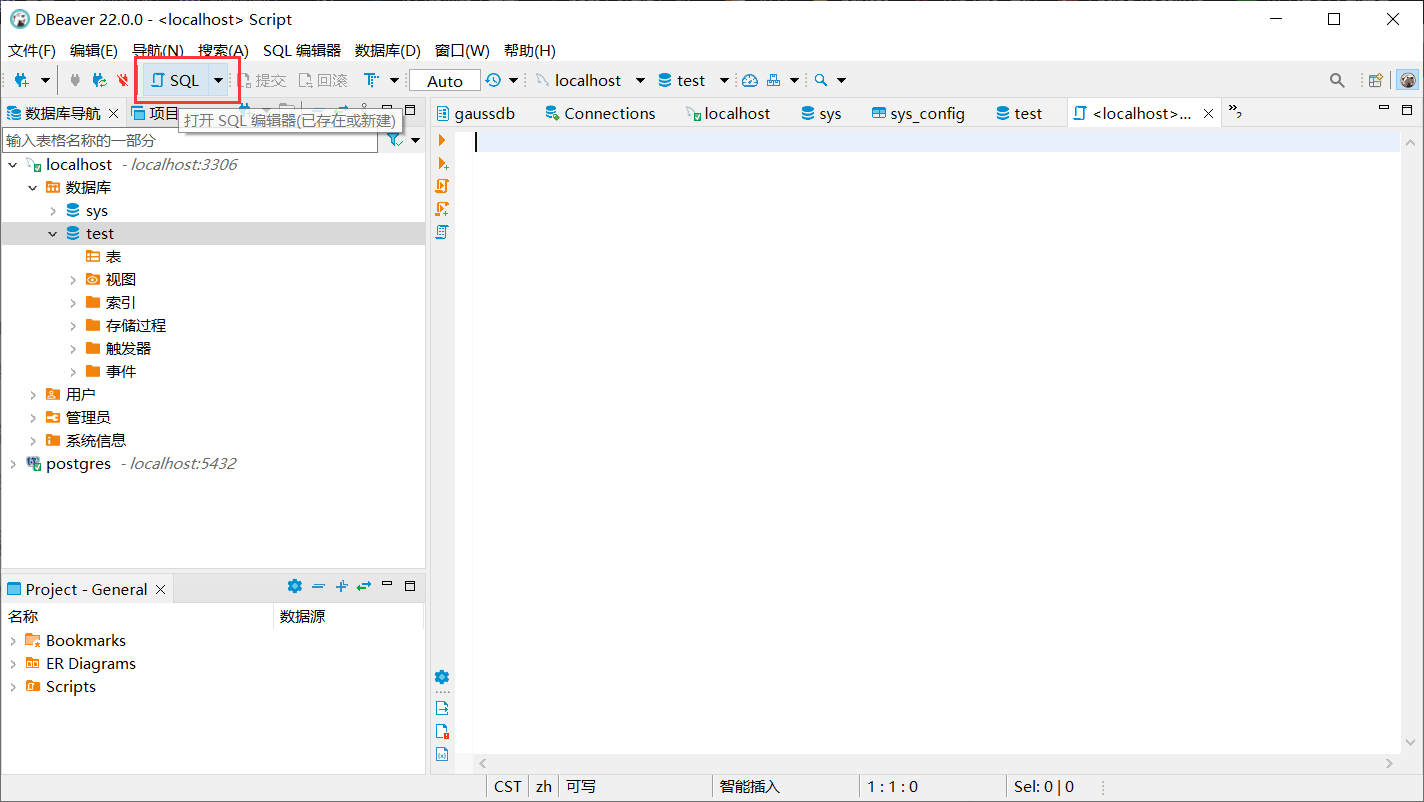 DBeaver 22.0.0 - <localhost> Script
文件(F) 编辑(E) 导航(N) 搜索(A) SQL 编辑器 数据库(D) 窗口(W) 帮助(H)
SQL 提交 回滚 Auto localhost test
数据库导航 项目
打开 SQL 编辑器(已存在或新建)
gaussdb Connections localhost sys sys_config test <localhost>... »2
输入表格名称的一部分
localhost - localhost:3306
数据库
sys
test
表
视图
索引
存储过程
触发器
事件
用户
管理员
系统信息
postgres - localhost:5432
Project - General
名称 数据源
Bookmarks
ER Diagrams
Scripts
CST zh 可写 智能插入 1 : 1 : 0 Sel: 0 | 0